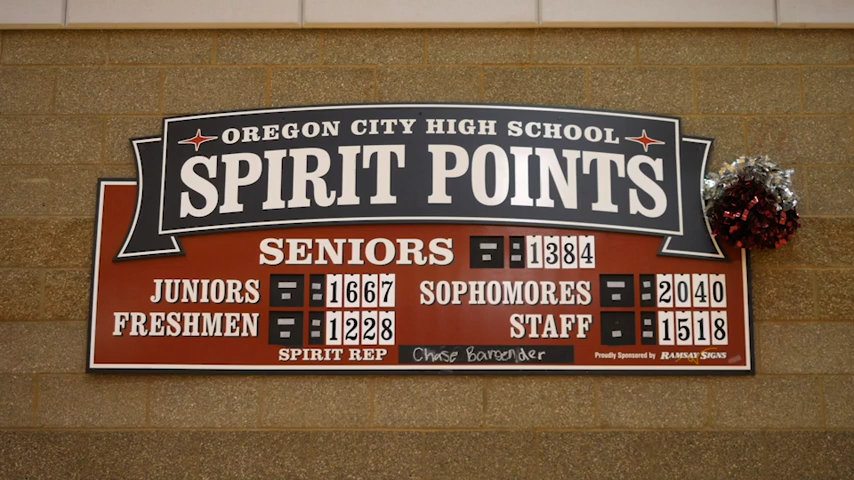 OREGON CITY HIGH SCHOOL
SPIRIT POINTS
SENIORS 1384
JUNIORS 1667 SOPHOMORES 2040
FRESHMEN 1228 STAFF 1518
SPIRIT REP Chase Proudly Sponsored by RAMSAY SIGNS